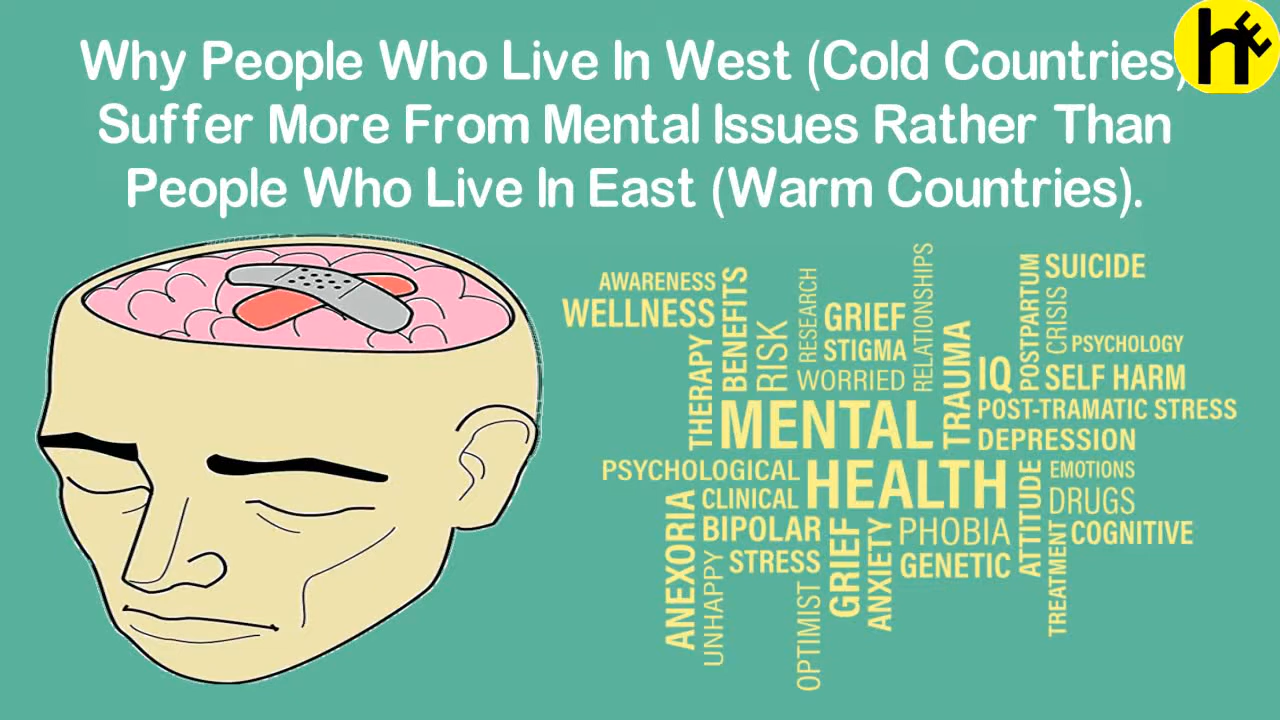 Why People Who Live In West (Cold Countries)
Suffer More From Mental Issues Rather Than
People Who Live In East (Warm Countries).
hE
AWARENESS
WELLNESS
BENEFITS
THERAPY
RISK
RESEARCH
GRIEF
STIGMA
WORRIED
RELATIONSHIPS
TRAUMA
IQ
POSTPARTUM
SUICIDE
CRISIS
PSYCHOLOGY
SELF HARM
POST-TRAMATIC STRESS
DEPRESSION
MENTAL
HEALTH
PSYCHOLOGICAL
CLINICAL
ANEXORIA
BIPOLAR
STRESS
UNHAPPY
OPTIMIST
GRIEF
ANXIETY
PHOBIA
GENETIC
ATTITUDE
EMOTIONS
DRUGS
COGNITIVE
TREATMENT